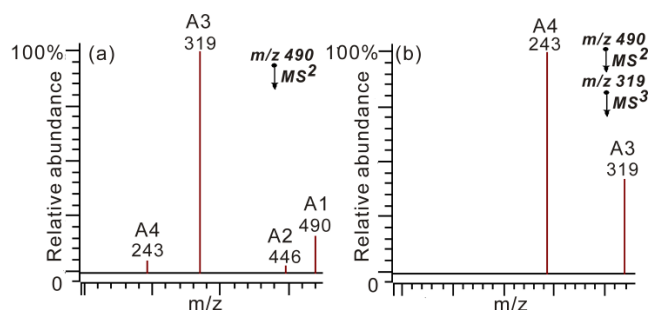 Relative abundance
100%
0
(a)
A3
319
m/z 490
MS²
A4
243
A2
446
A1
490
m/z
Relative abundance
100%
0
(b)
A4
243
m/z 490
MS²
m/z 319
MS³
A3
319
m/z